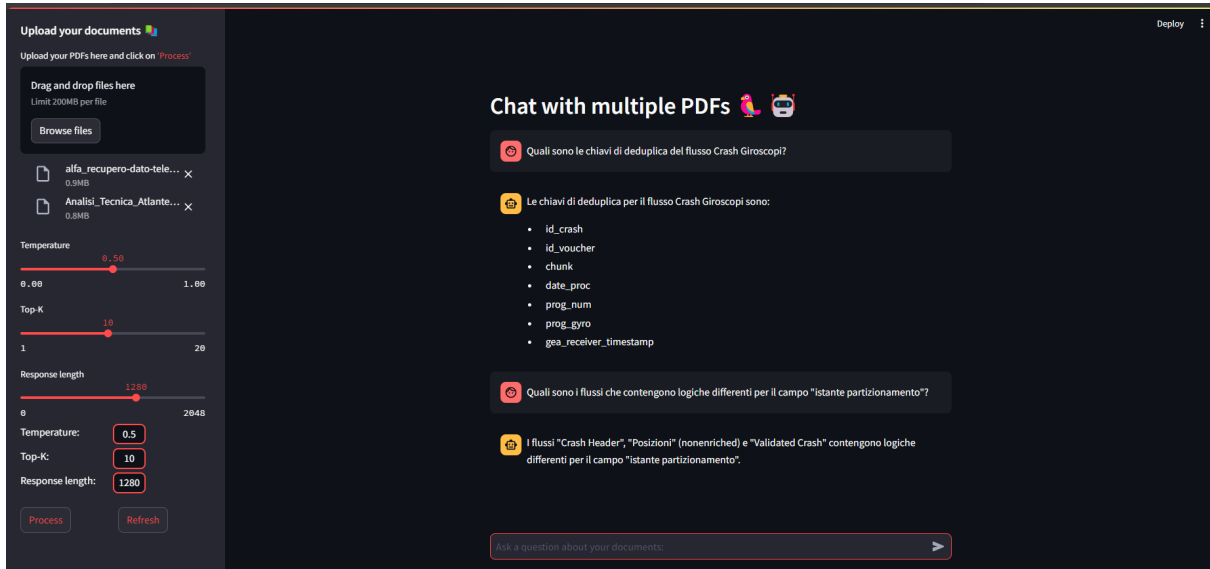 Deploy
Upload your documents
Upload your PDFs here and click on 'Process'
Drag and drop files here
Limit 200MB per file
Browse files
alfa_recupero-dato-tele...
0.9MB
Analisi_Tecnica_Atlante...
0.8MB
Temperature
0.50
0.00 1.00
Top-K
10
1 20
Response length
1280
0 2048
Temperature: 0.5
Top-K: 10
Response length: 1280
Process Refresh
Chat with multiple PDFs
Quali sono le chiavi di deduplica del flusso Crash Giroscopi?
Le chiavi di deduplica per il flusso Crash Giroscopi sono:
• id_crash
• id_voucher
• chunk
• date_proc
• prog_num
• prog_gyro
• gea_receiver_timestamp
Quali sono i flussi che contengono logiche differenti per il campo "istante partizionamento"?
I flussi "Crash Header", "Posizioni" (nonenriched) e "Validated Crash" contengono logiche
differenti per il campo "istante partizionamento".
Ask a question about your documents: